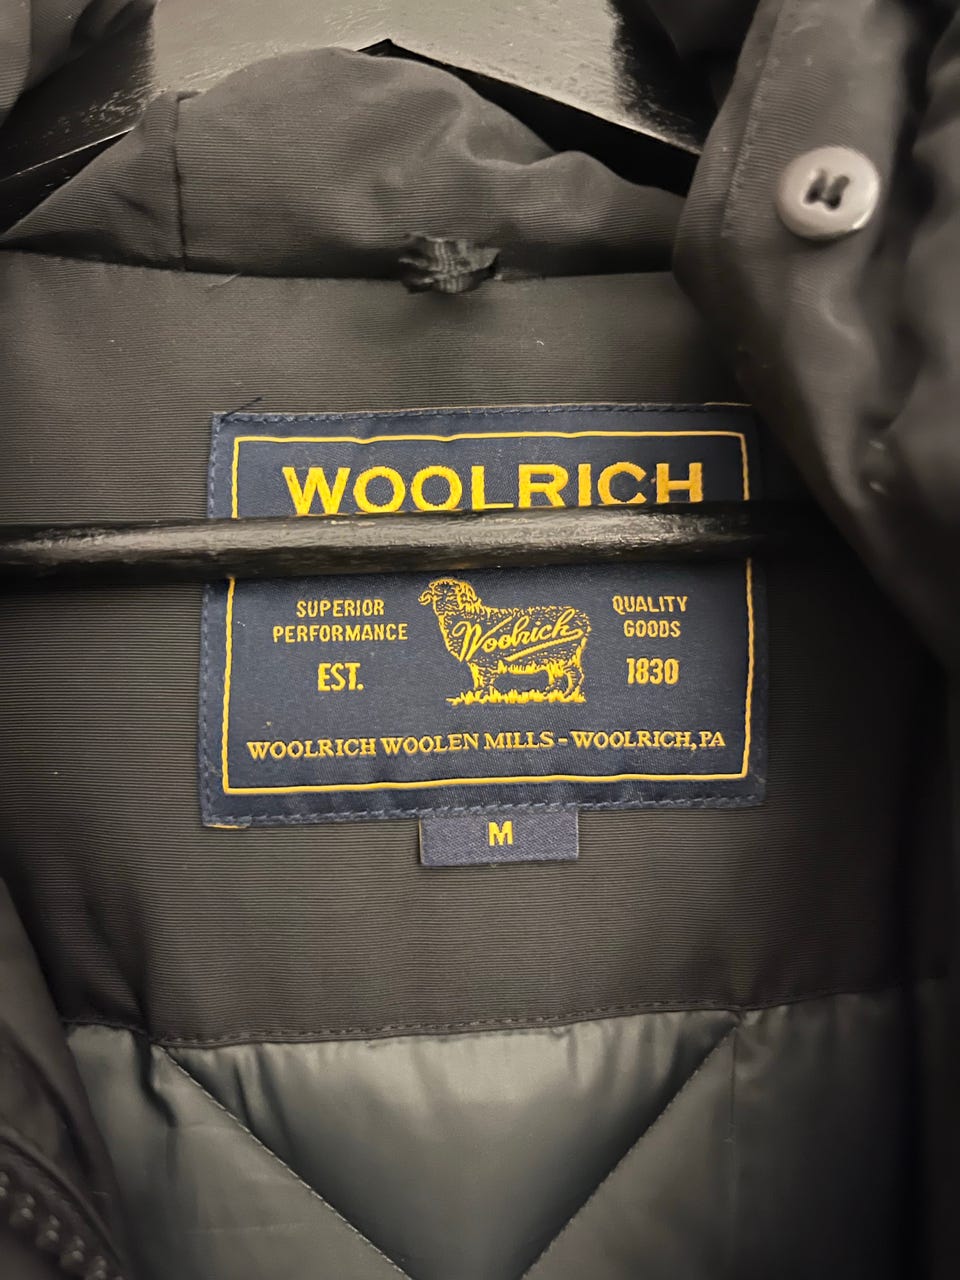 WOOLRICH
SUPERIOR
PERFORMANCE
EST.
Woolrich
QUALITY
GOODS
1830
WOOLRICH WOOLEN MILLS - WOOLRICH, PA
M